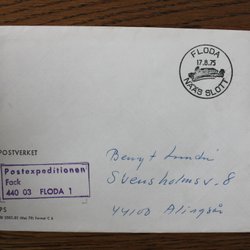 FLODA
17.8.75
NÄÄS SLOTT
POSTVERKET
Postexpeditionen
Fack
440 03 FLODA 1
Bengt Lundin
Svensholmsv. 8
44100 Alingsås